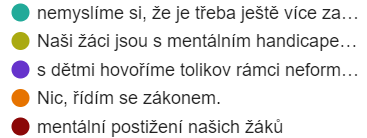 nemyslíme si, že je třeba ještě více za…
Naši žáci jsou s mentálním handicape…
s dětmi hovoříme tolikov rámci neform…
Nic, řídím se zákonem.
mentální postižení našich žáků